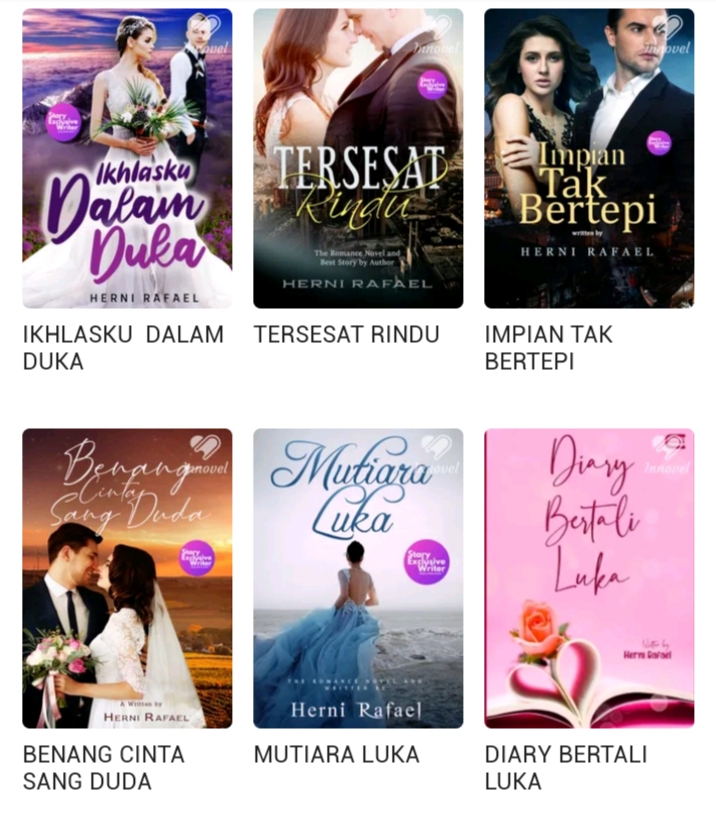 Innovel
Story
Exclusive
Writer
Ikhlasku
Dalam
Duka
HERNI RAFAEL
Innovel
Story
Exclusive
Writer
TERSESAT
Rindu
The Romance Novel and
Best Story by Author
HERNI RAFAEL
Innovel
Story
Exclusive
Writer
Impian
Tak
Bertepi
written by
HERNI RAFAEL
IKHLASKU DALAM
DUKA
TERSESAT RINDU
IMPIAN TAK
BERTEPI
Innovel
Benang
Cinta
Sang Duda
Story
Exclusive
Writer
A Written by
HERNI RAFAEL
Innovel
Mutiara
Luka
Story
Exclusive
Writer
THE ROMANCE NOVEL AND
WRITTEN BY
Herni Rafael
Innovel
Diary
Bertali
Luka
Written by
Herni Rafael
BENANG CINTA
SANG DUDA
MUTIARA LUKA
DIARY BERTALI
LUKA